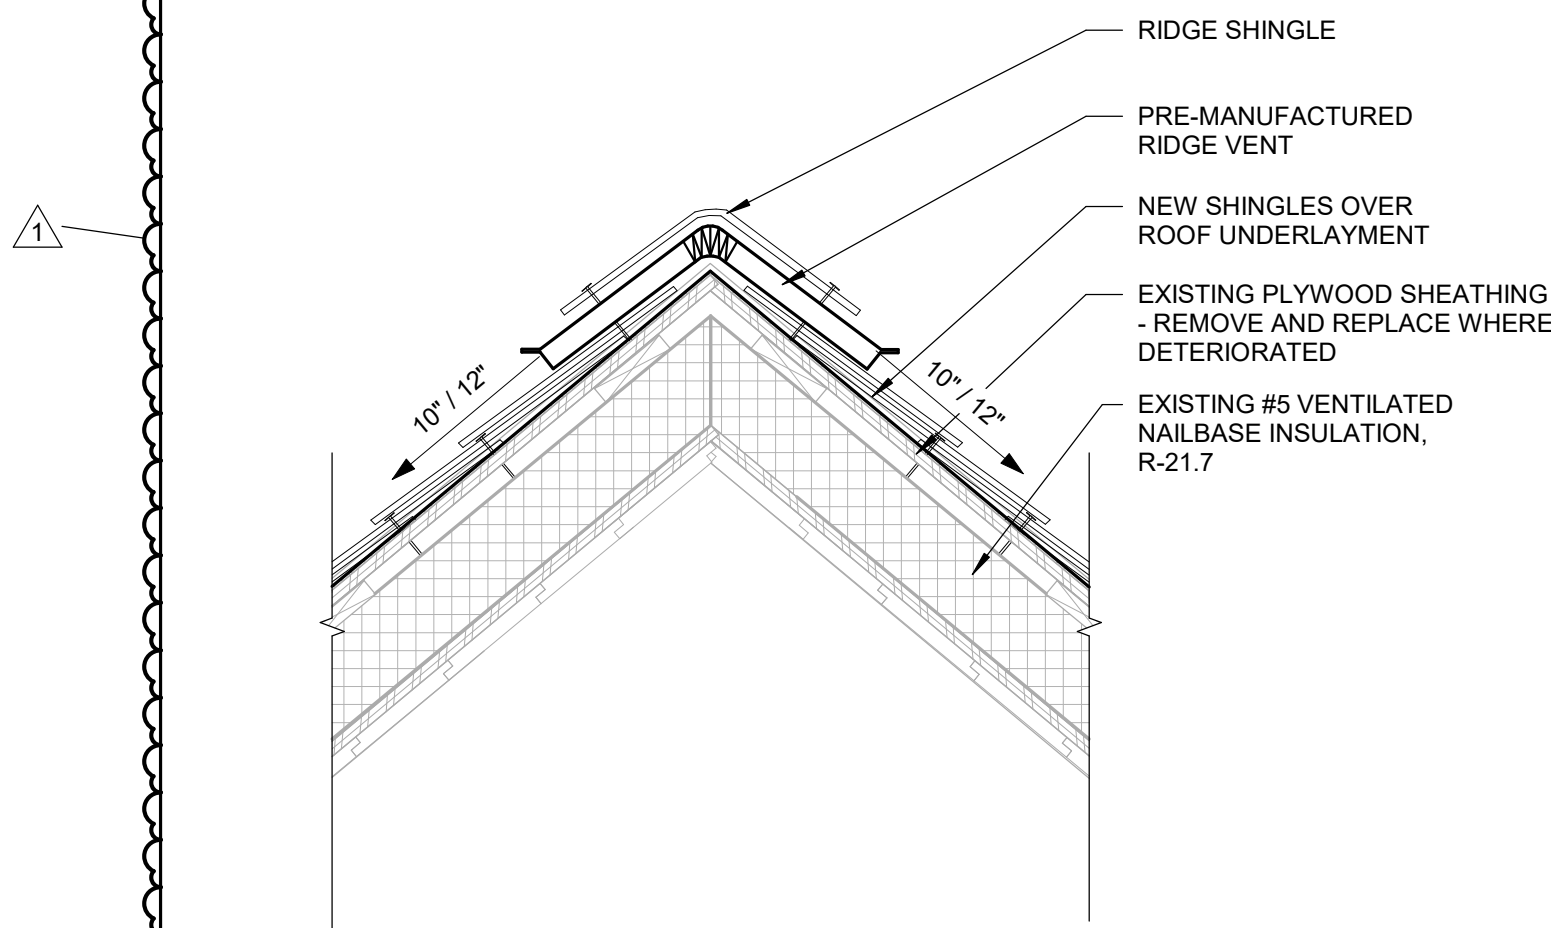 RIDGE SHINGLE
PRE-MANUFACTURED
RIDGE VENT
NEW SHINGLES OVER
ROOF UNDERLAYMENT
EXISTING PLYWOOD SHEATHING
- REMOVE AND REPLACE WHERE
DETERIORATED
EXISTING #5 VENTILATED
NAILBASE INSULATION,
R-21.7
10" / 12"
10" / 12"
1